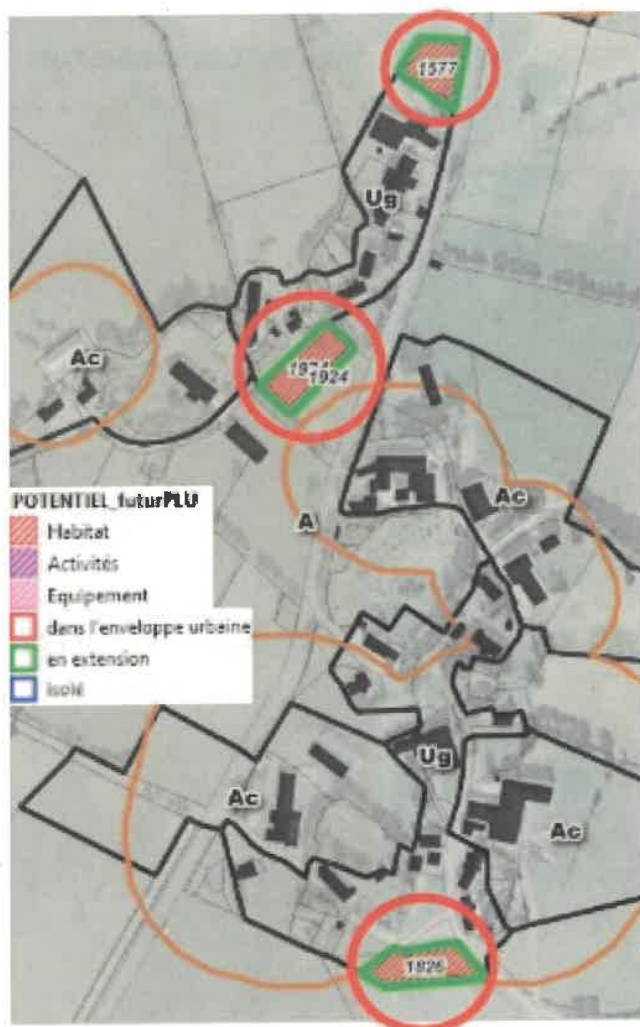 1577
Ug
Ac
1924
1924
Ac
A
POTENTIEL_futurPLU
Habitat
Activités
Equipement
dans l'enveloppe urbaine
en extension
isolé
Ug
Ac
Ac
1826